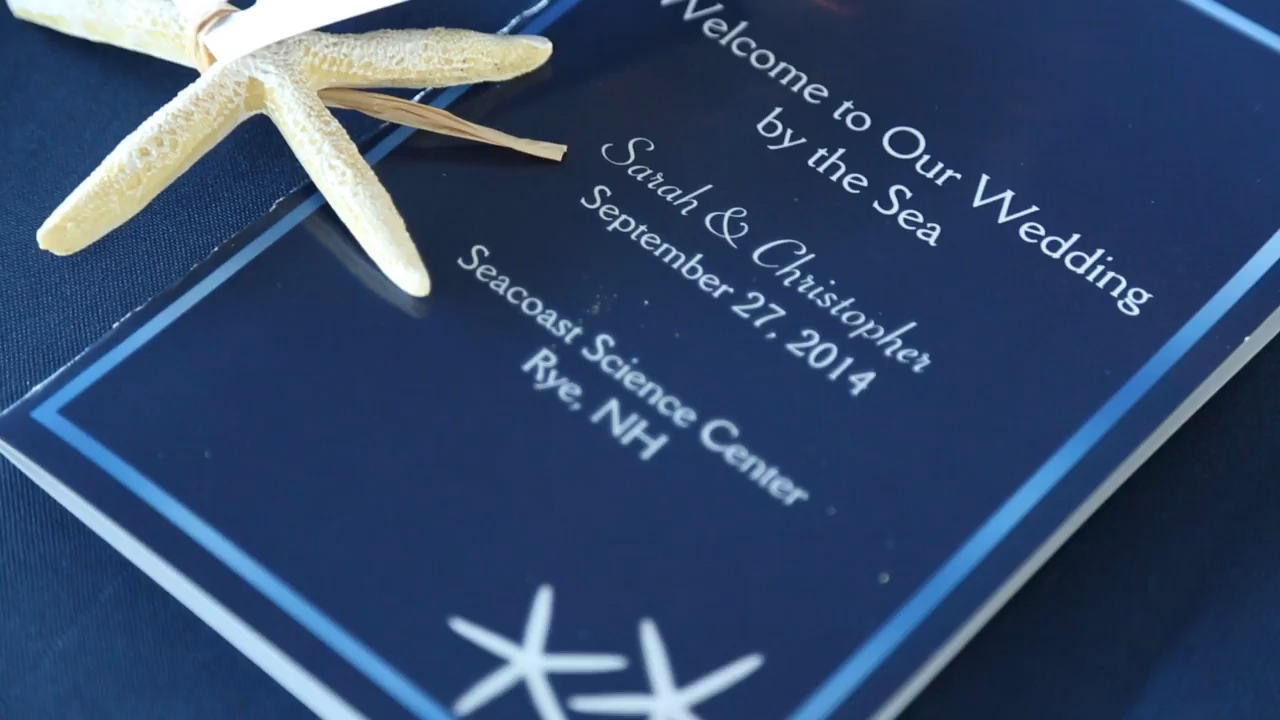 Welcome to Our Wedding
by the Sea
Sarah & Christopher
September 27, 2014
Seacoast Science Center
Rye, NH